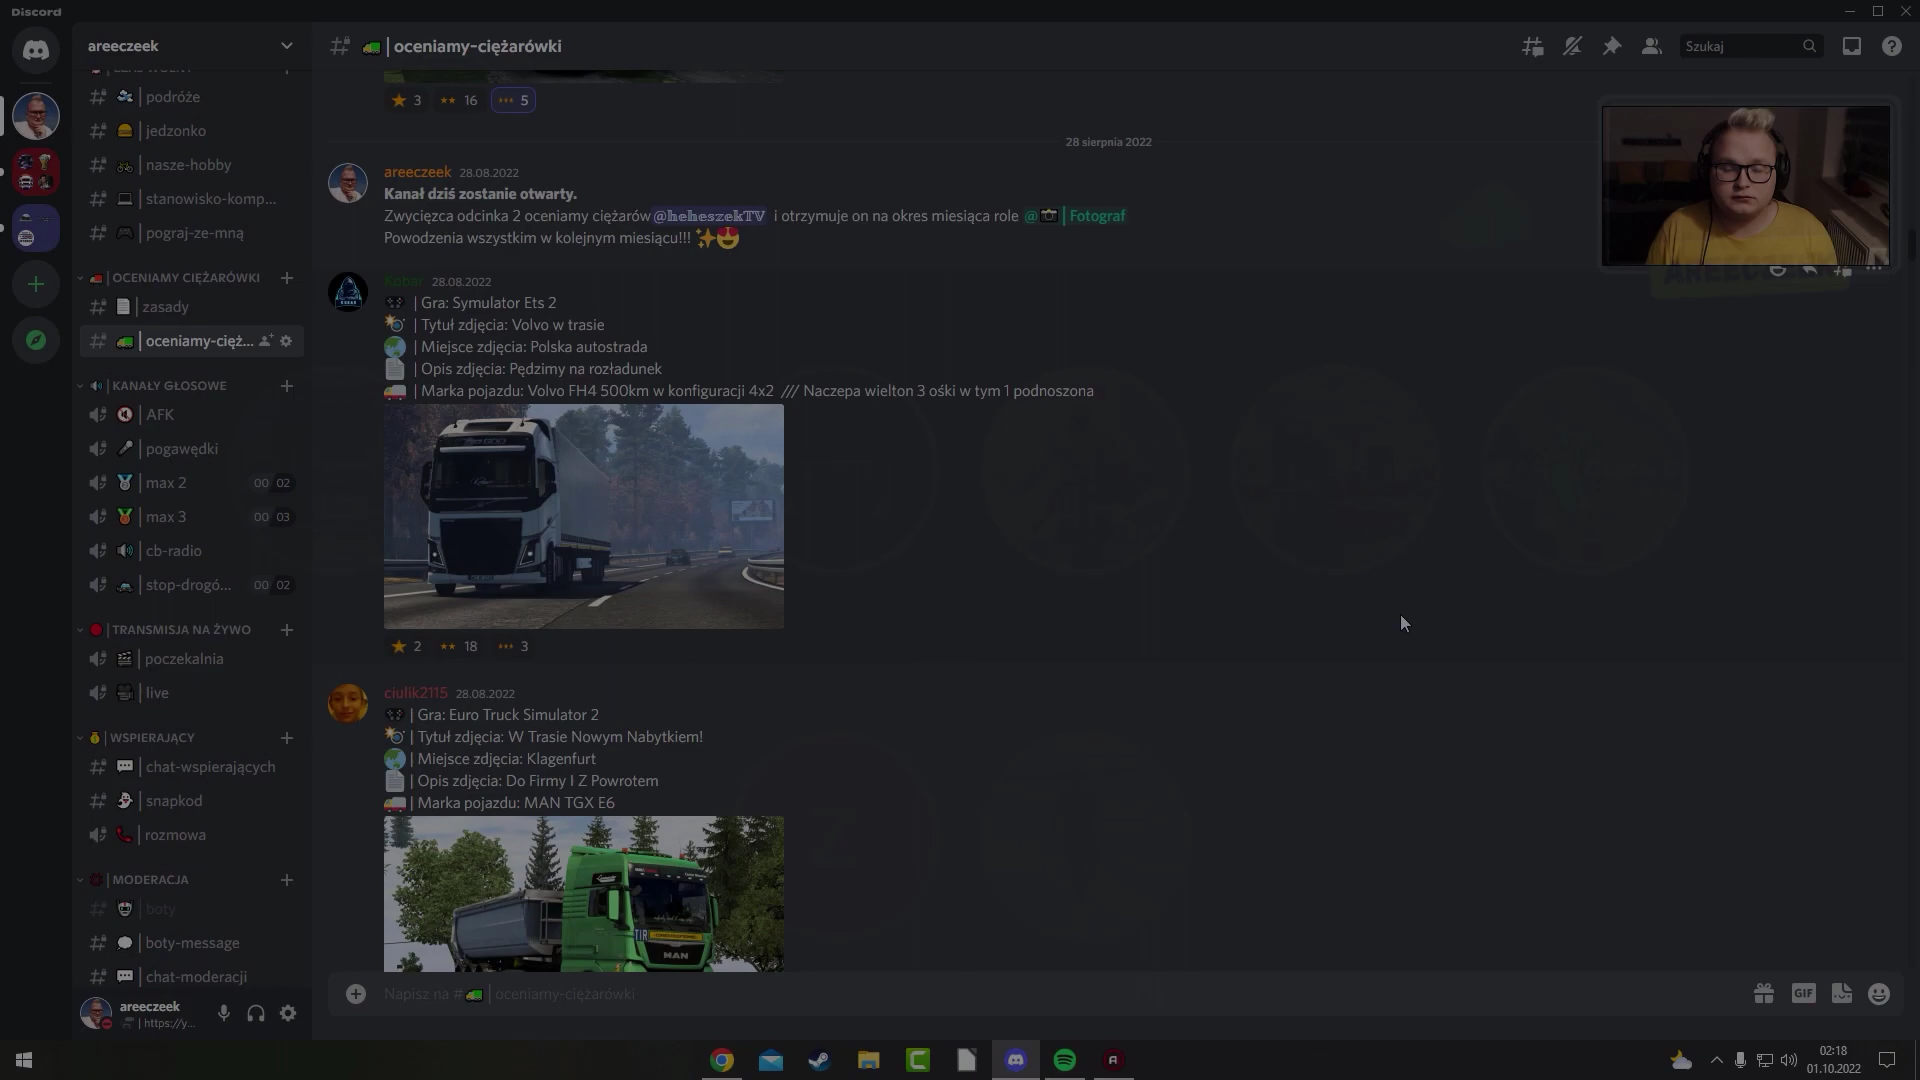 Discord
areeczeek
| oceniamy-ciężarówki
Szukaj
| podróże
| jedzonko
| nasze-hobby
| stanowisko-komp...
| pograj-ze-mną
| OCENIAMY CIĘŻARÓWKI
| zasady
| oceniamy-cięż...
| KANAŁY GŁOSOWE
| AFK
| pogawędki
| max 2
00 02
| max 3
00 03
| cb-radio
| stop-drogó...
00 02
| TRANSMISJA NA ŻYWO
| poczekalnia
| live
| WSPIERAJĄCY
| chat-wspierających
| snapkod
| rozmowa
| MODERACJA
| boty
| boty-message
| chat-moderacji
areeczeek
| https://y...
3 16 5
28 sierpnia 2022
areeczeek 28.08.2022
Kanał dziś zostanie otwarty.
Zwycięzca odcinka 2 oceniamy ciężarów @heheszekTV i otrzymuje on na okres miesiąca role @ | Fotograf
Powodzenia wszystkim w kolejnym miesiącu!!!
Kobar 28.08.2022
| Gra: Symulator Ets 2
| Tytuł zdjęcia: Volvo w trasie
| Miejsce zdjęcia: Polska autostrada
| Opis zdjęcia: Pędzimy na rozładunek
| Marka pojazdu: Volvo FH4 500km w konfiguracji 4x2 /// Naczepa wielton 3 ośki w tym 1 podnoszona
2 18 3
ciulik2115 28.08.2022
| Gra: Euro Truck Simulator 2
| Tytuł zdjęcia: W Trasie Nowym Nabytkiem!
| Miejsce zdjęcia: Klagenfurt
| Opis zdjęcia: Do Firmy I Z Powrotem
| Marka pojazdu: MAN TGX E6
TIR
MAN
Napisz na # | oceniamy-ciężarówki
GIF
02:18
01.10.2022